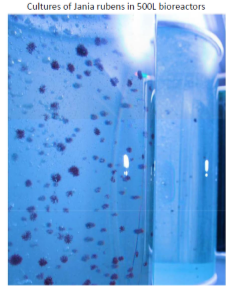 Cultures of Jania rubens in 500L bioreactors